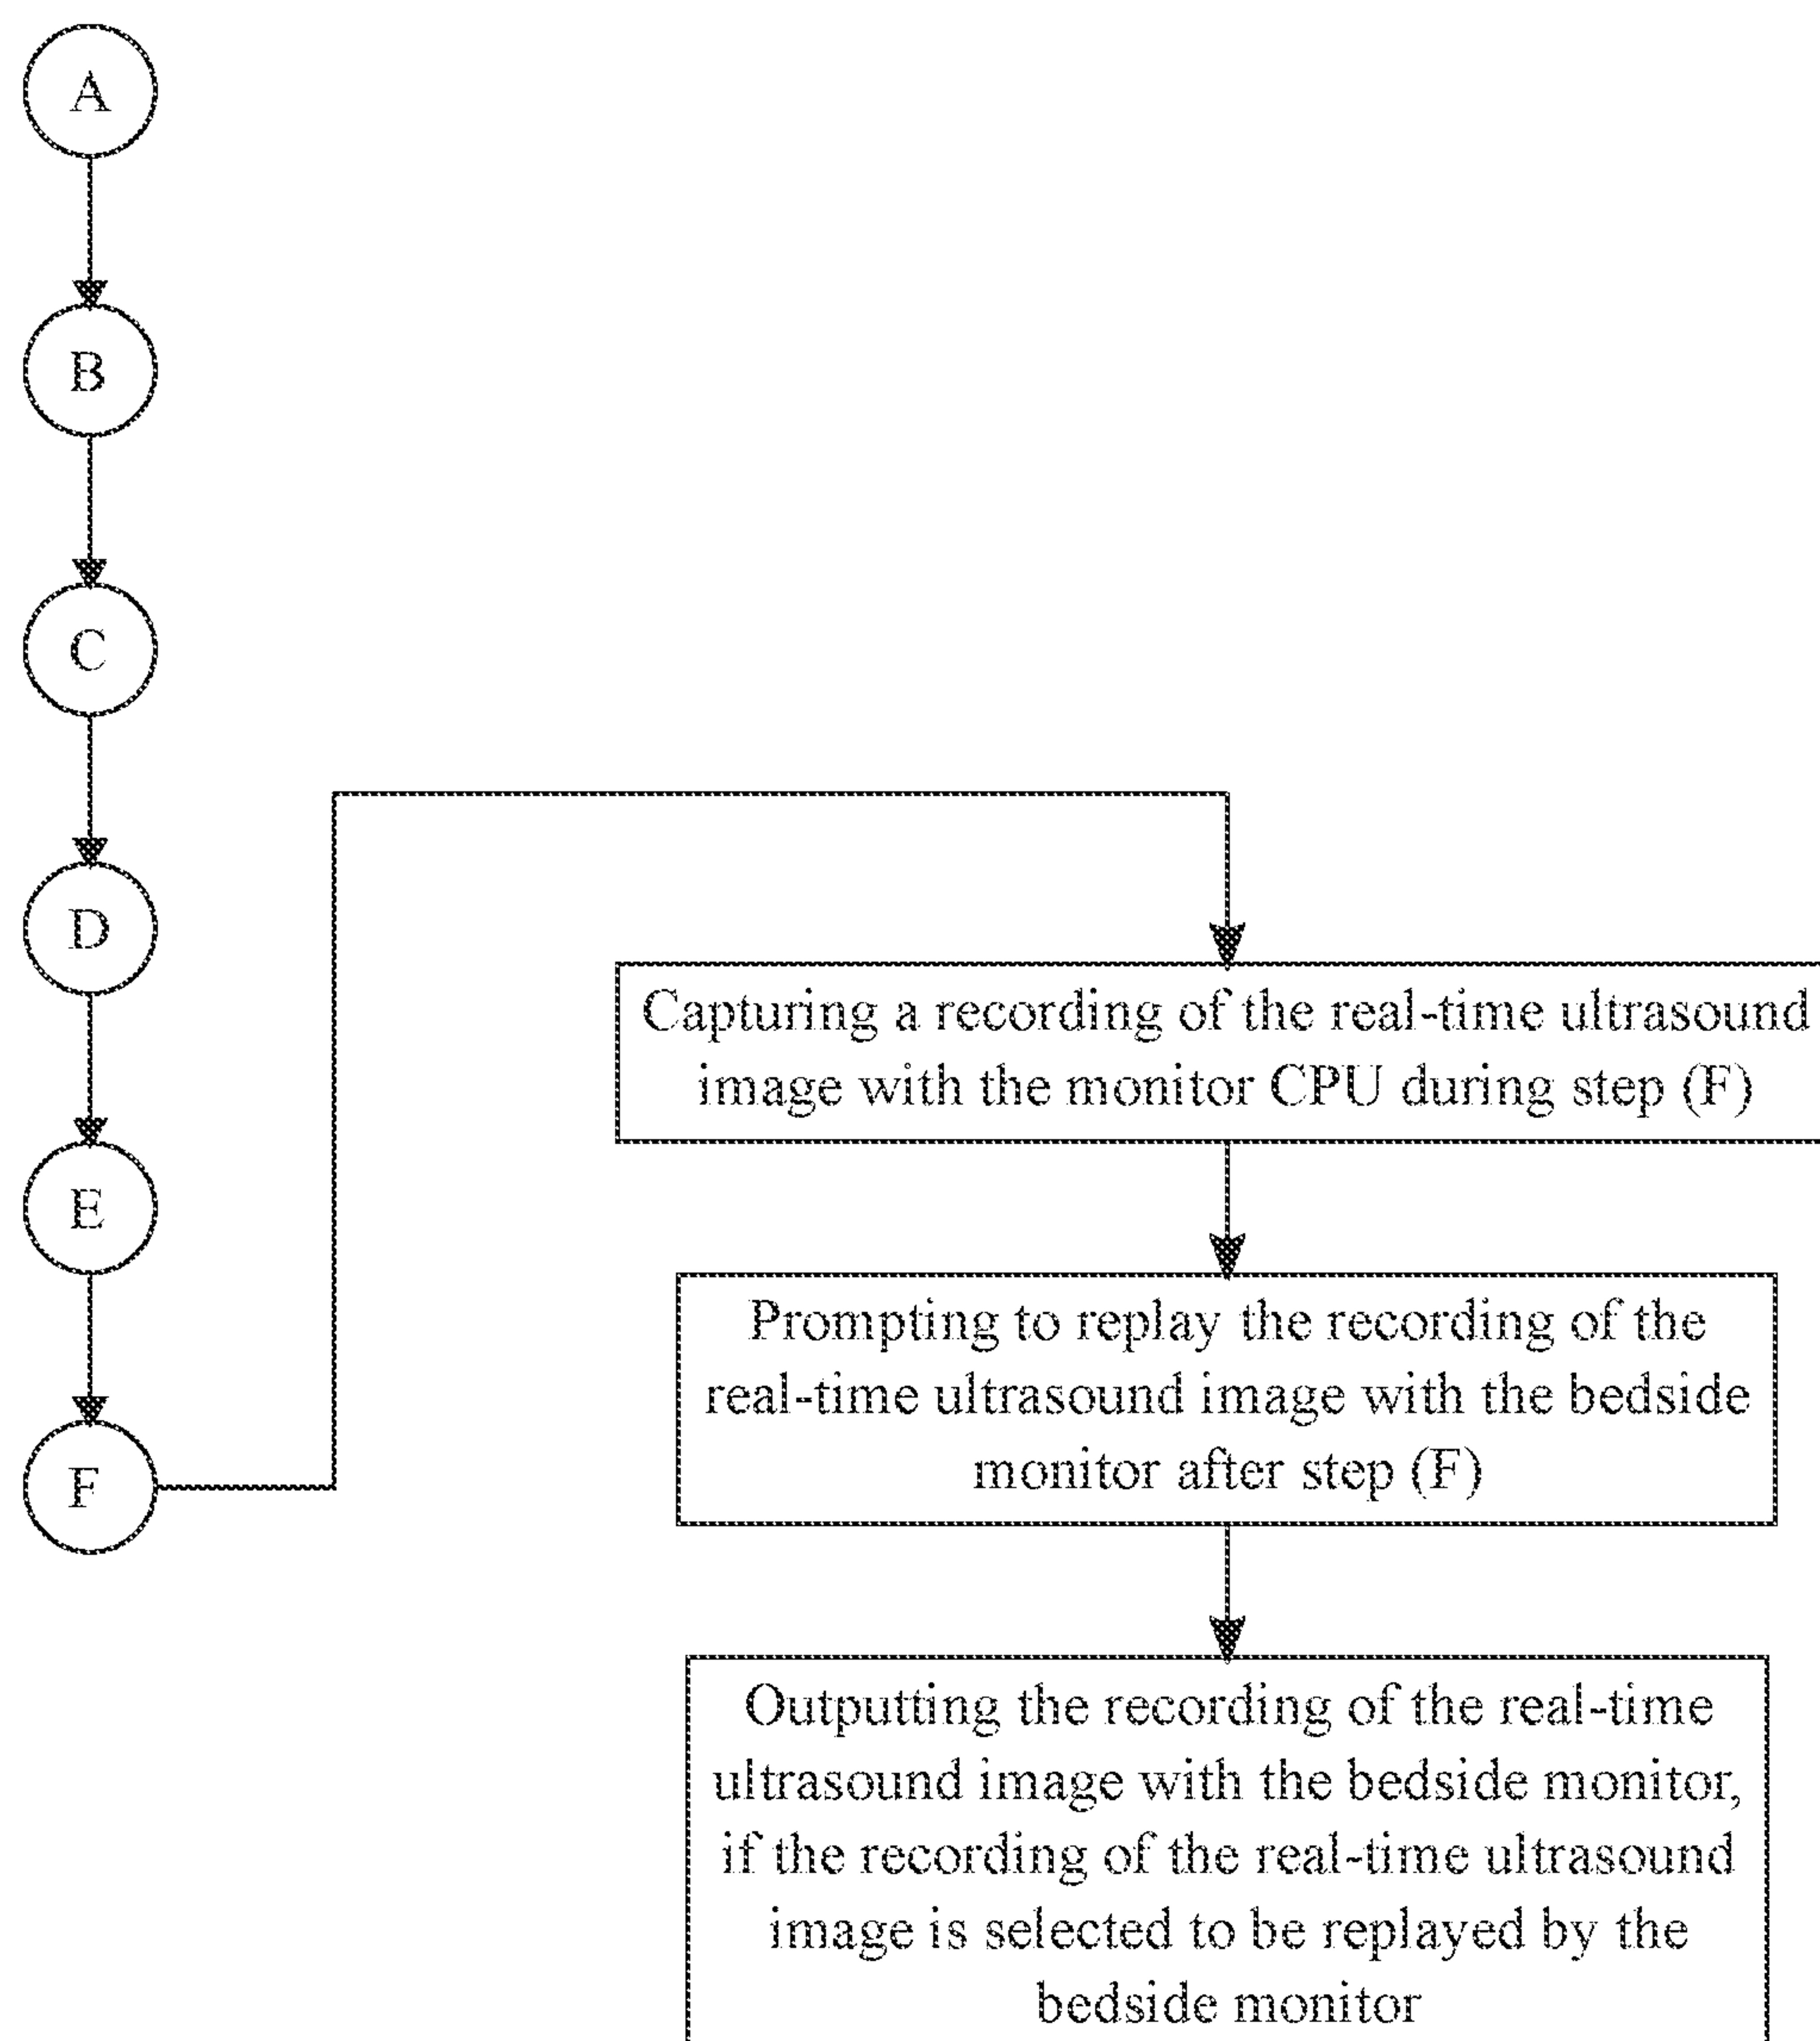 A
B
C
D
E
F
Capturing a recording of the real-time ultrasound
image with the monitor CPU during step (F)
Prompting to replay the recording of the
real-time ultrasound image with the bedside
monitor after step (F)
Outputting the recording of the real-time
ultrasound image with the bedside monitor,
if the recording of the real-time ultrasound
image is selected to be replayed by the
bedside monitor